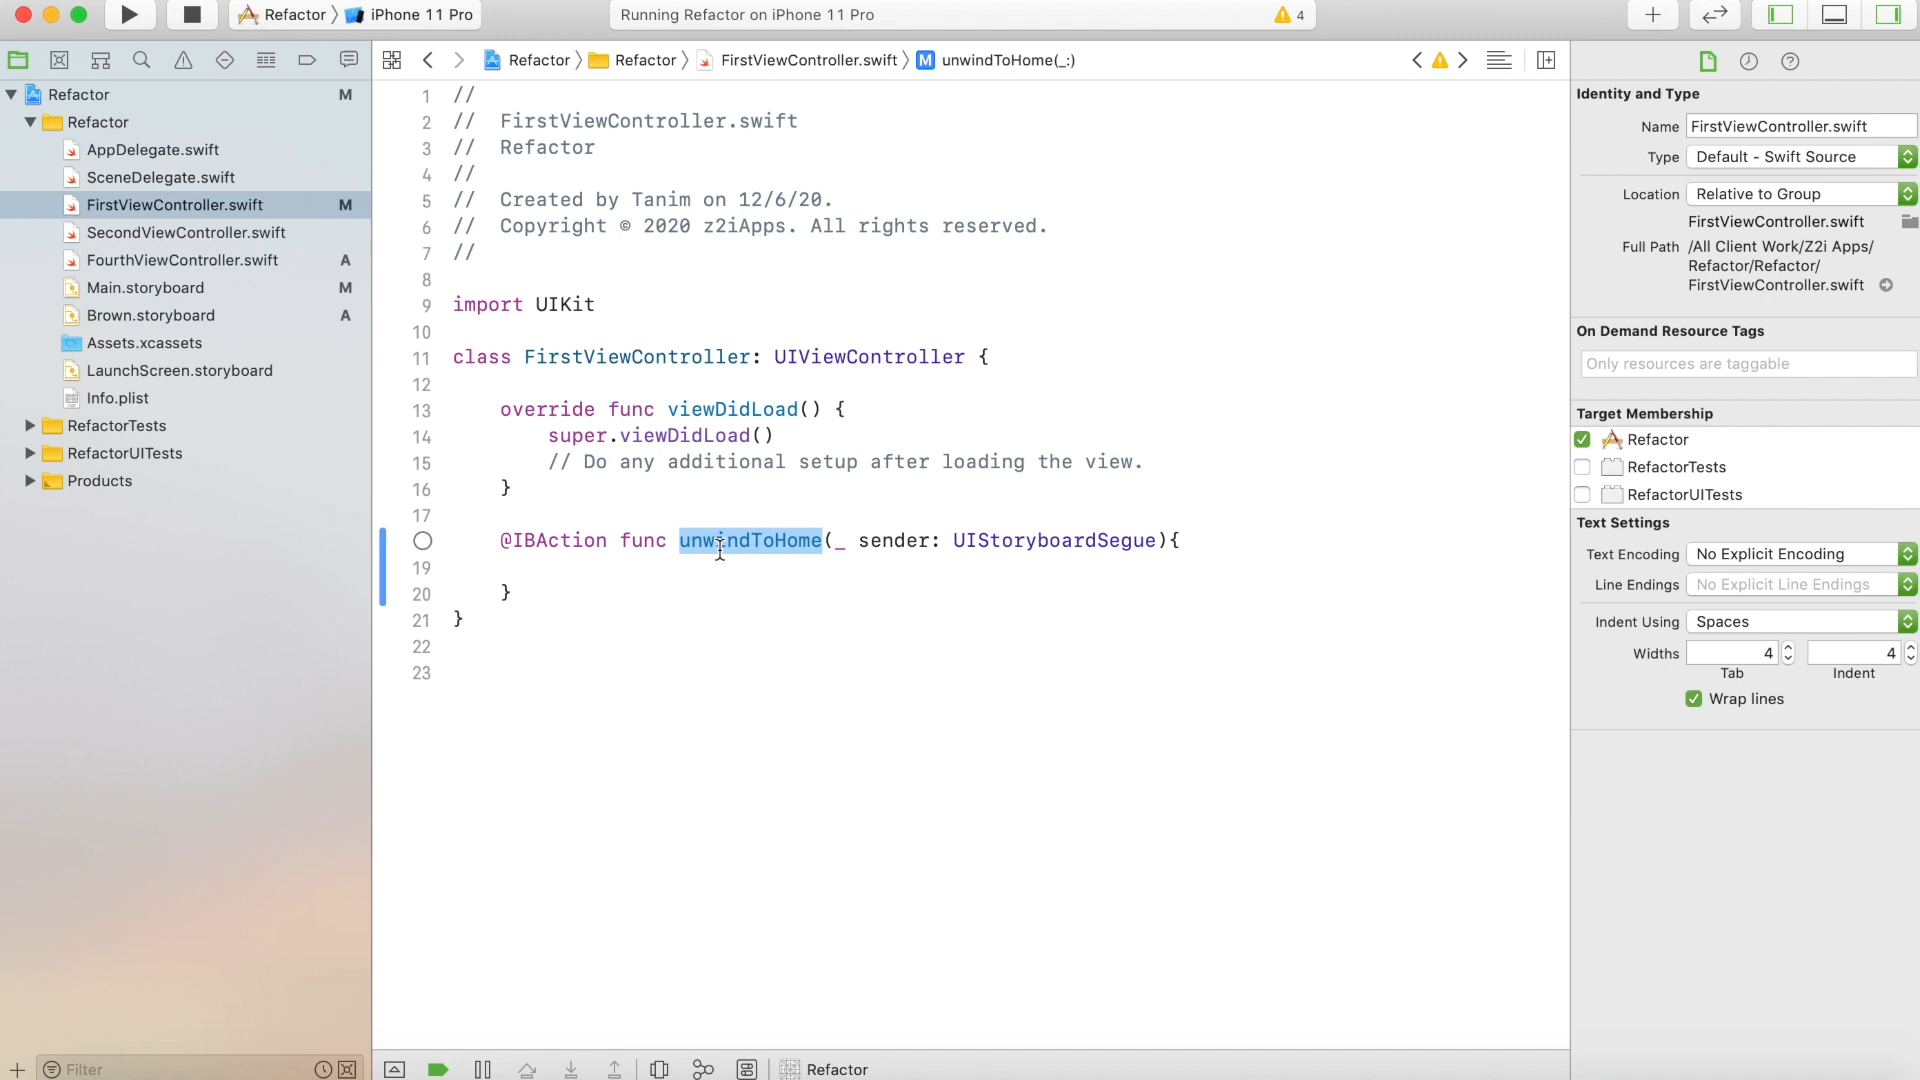 Refactor 〉 iPhone 11 Pro
Running Refactor on iPhone 11 Pro
4
Refactor 〉 Refactor 〉 FirstViewController.swift 〉 M unwindToHome(_:)
Refactor M
Refactor
AppDelegate.swift
SceneDelegate.swift
FirstViewController.swift M
SecondViewController.swift
FourthViewController.swift A
Main.storyboard M
Brown.storyboard A
Assets.xcassets
LaunchScreen.storyboard
Info.plist
RefactorTests
RefactorUITests
Products
Filter
1 //
2 //  FirstViewController.swift
3 //  Refactor
4 //
5 //  Created by Tanim on 12/6/20.
6 //  Copyright © 2020 z2iApps. All rights reserved.
7 //
8
9 import UIKit
10
11 class FirstViewController: UIViewController {
12
13     override func viewDidLoad() {
14         super.viewDidLoad()
15         // Do any additional setup after loading the view.
16     }
17
@IBAction func unwindToHome(_ sender: UIStoryboardSegue){
19
20     }
21 }
22
23
Refactor
Identity and Type
Name FirstViewController.swift
Type Default - Swift Source
Location Relative to Group
FirstViewController.swift
Full Path /All Client Work/Z2i Apps/
Refactor/Refactor/
FirstViewController.swift
On Demand Resource Tags
Only resources are taggable
Target Membership
Refactor
RefactorTests
RefactorUITests
Text Settings
Text Encoding No Explicit Encoding
Line Endings No Explicit Line Endings
Indent Using Spaces
Widths 4 4
Tab Indent
Wrap lines